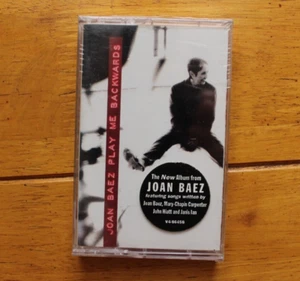 JOAN BAEZ PLAY ME BACKWARDS
The New Album from
JOAN BAEZ
featuring songs written by
Joan Baez, Mary-Chapin Carpenter
John Hiatt and Janis Ian